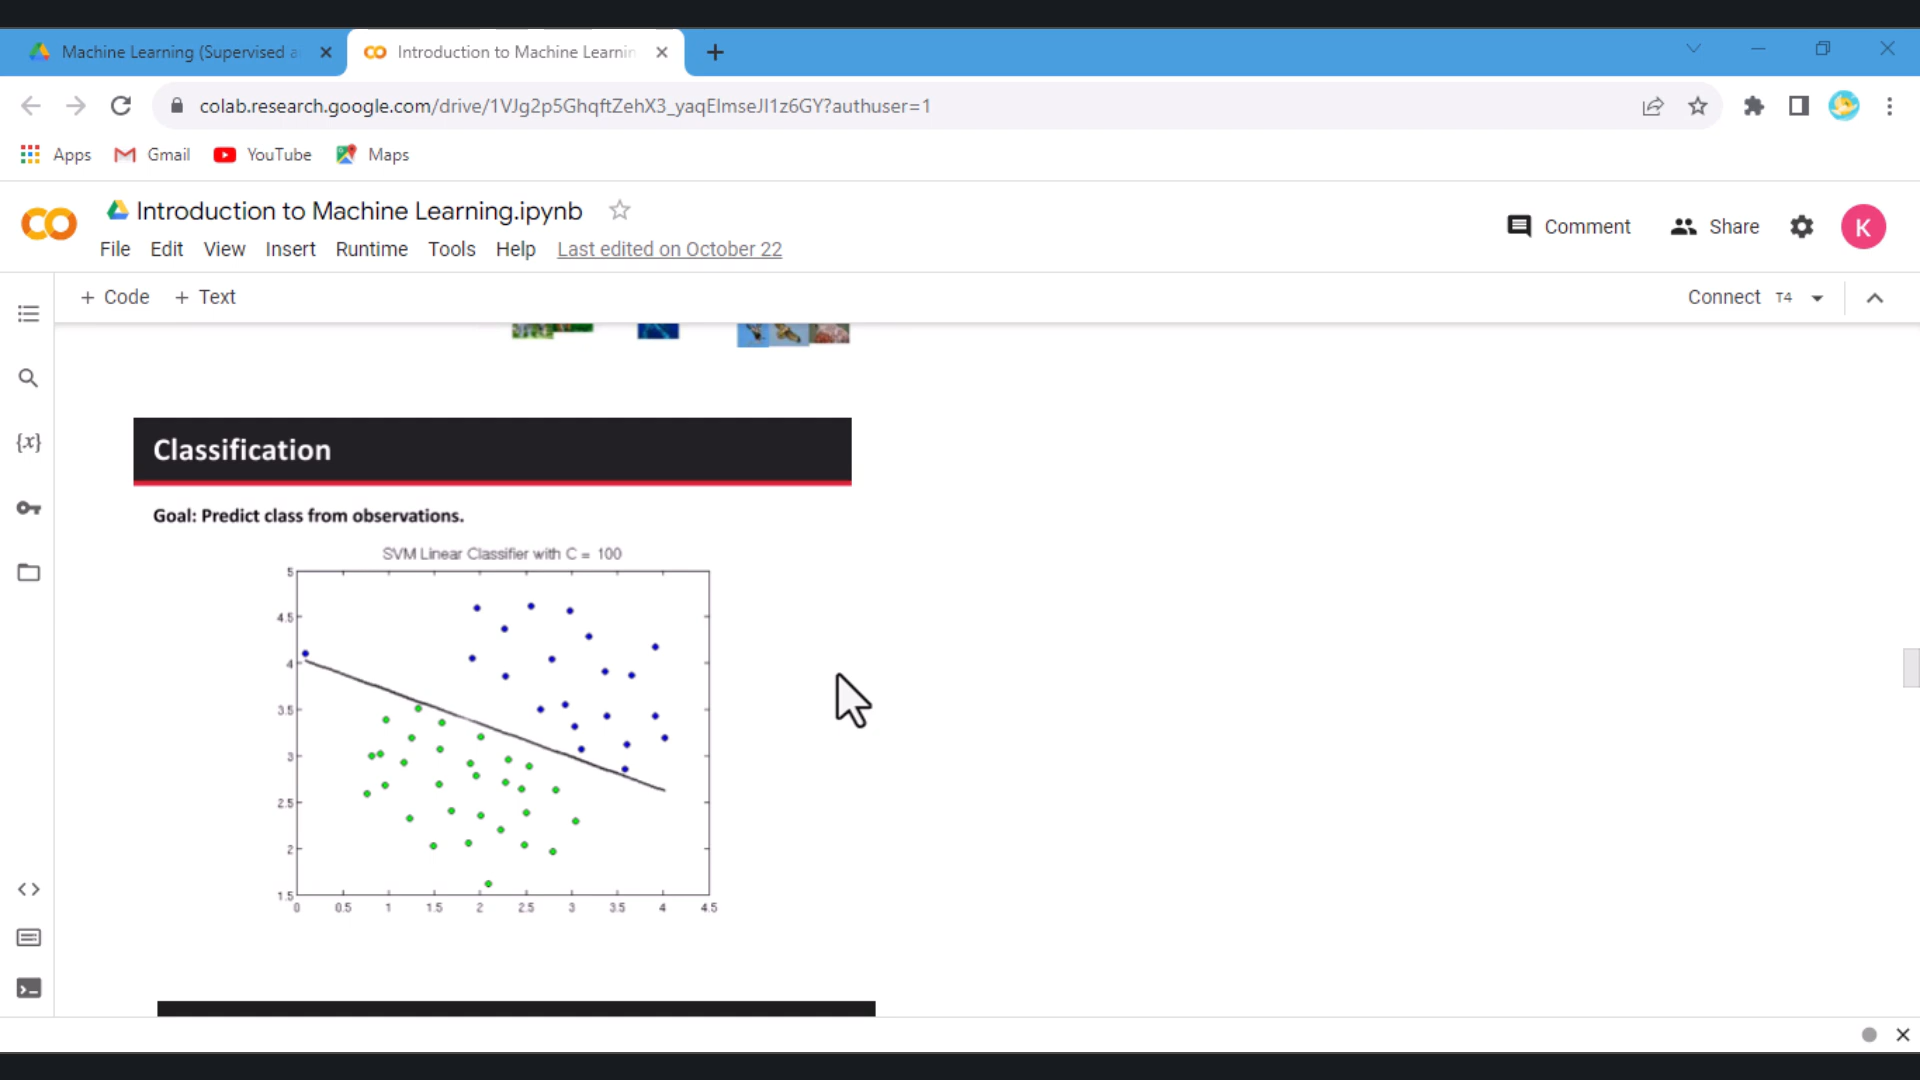 Machine Learning (Supervised a
Introduction to Machine Learnin
colab.research.google.com/drive/1VJg2p5GhqftZehX3_yaqElmseJl1z6GY?authuser=1
Apps Gmail YouTube Maps
Introduction to Machine Learning.ipynb
Comment Share K
File Edit View Insert Runtime Tools Help Last edited on October 22
+ Code + Text Connect T4
{x}
Classification
Goal: Predict class from observations.
SVM Linear Classifier with C = 100
5
4.5
4
3.5
3
2.5
2
1.5
0 0.5 1 1.5 2 2.5 3 3.5 4 4.5